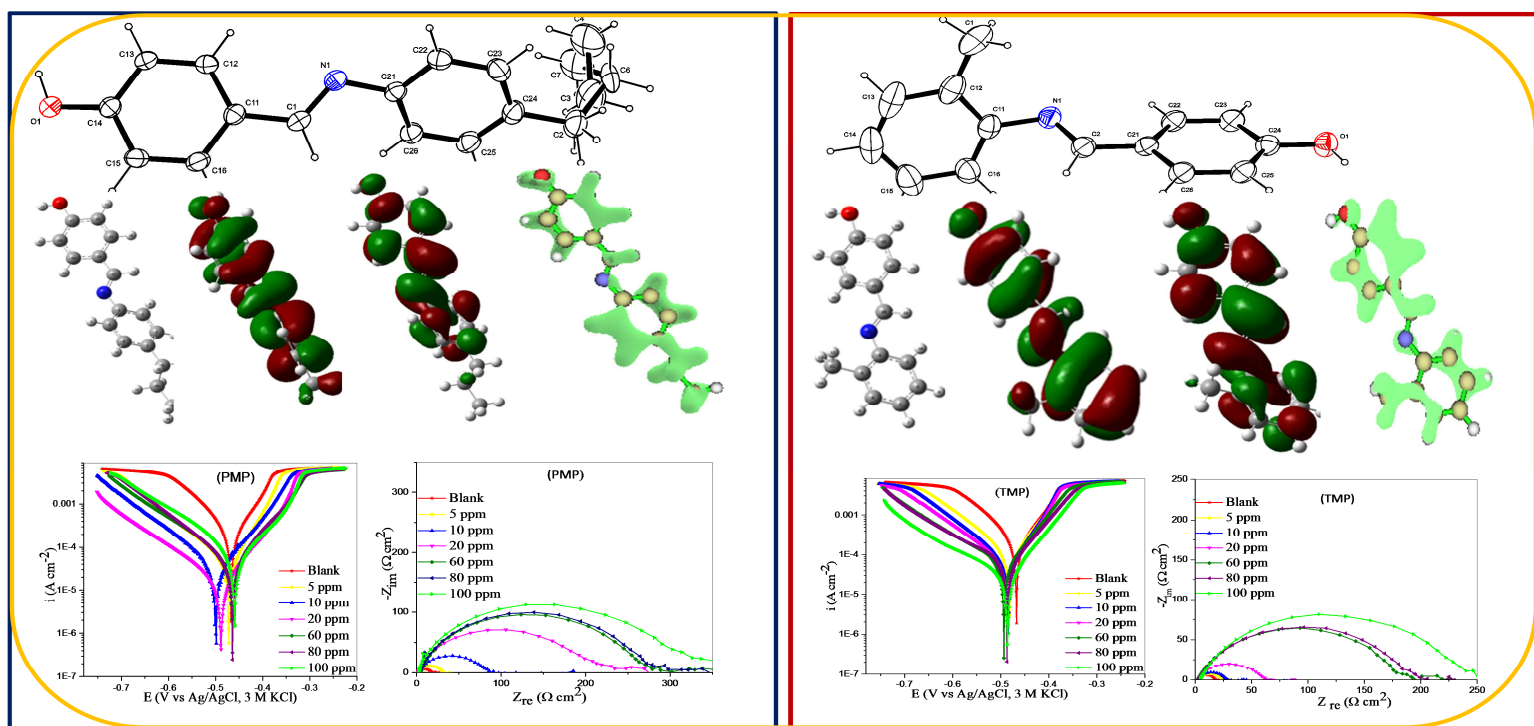 C4
C13
C22
C23
C12
N1
C7
C6
C21
C3
C11
C1
C24
O1
C14
C2
C26
C25
C15
C16
(PMP)
0.001
1E-4
1E-5
1E-6
1E-7
i (A cm-2)
Blank
5 ppm
10 ppm
20 ppm
60 ppm
80 ppm
100 ppm
-0.7 -0.6 -0.5 -0.4 -0.3 -0.2
E (V vs Ag/AgCl, 3 M KCl)
(PMP)
300
200
100
0
-Zim (Ω cm2)
Blank
5 ppm
10 ppm
20 ppm
60 ppm
80 ppm
100 ppm
0 100 200 300
Zre (Ω cm2)
C1
C13
C12
C22
C23
N1
C11
C24
C14
C2
C21
O1
C16
C26
C25
C15
(TMP)
0.001
1E-4
1E-5
1E-6
1E-7
i (A cm-2)
Blank
5 ppm
10 ppm
20 ppm
60 ppm
80 ppm
100 ppm
-0.7 -0.6 -0.5 -0.4 -0.3 -0.2
E (V vs Ag/AgCl, 3 M KCl)
(TMP)
250
200
150
100
50
0
-Zim (Ω cm2)
Blank
5 ppm
10 ppm
20 ppm
60 ppm
80 ppm
100 ppm
0 50 100 150 200 250
Z re (Ω cm2)